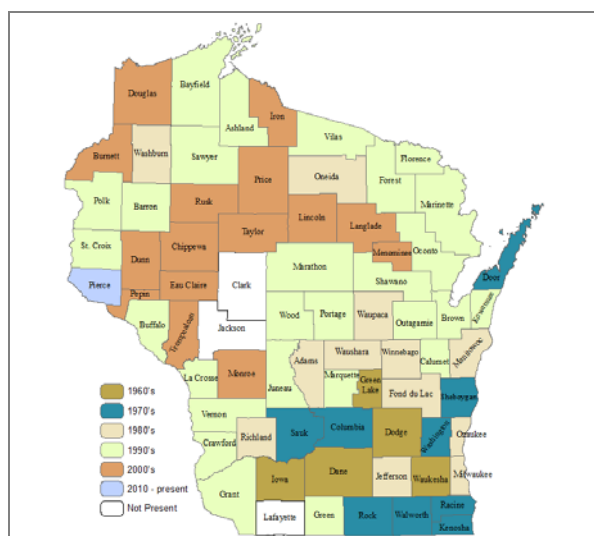 Douglas
Bayfield
Iron
Ashland
Vilas
Burnett
Washburn
Sawyer
Florence
Oneida
Forest
Price
Marinette
Polk
Barron
Rusk
Lincoln
Taylor
Langlade
Menominee
Oconto
St. Croix
Chippewa
Dunn
Marathon
Door
Shawano
Pierce
Pepin
Eau Claire
Clark
Kewaunee
Buffalo
Trempealeau
Jackson
Wood
Portage
Waupaca
Outagamie
Brown
Waushara
Winnebago
Adams
Manitowoc
Calumet
La Crosse
Monroe
Juneau
Marquette
Green
Lake
Fond du Lac
Sheboygan
1960's
1970's
1980's
1990's
2000's
2010 - present
Not Present
Vernon
Crawford
Richland
Sauk
Columbia
Dodge
Washington
Ozaukee
Iowa
Dane
Jefferson
Waukesha
Milwaukee
Grant
Lafayette
Green
Rock
Walworth
Racine
Kenosha